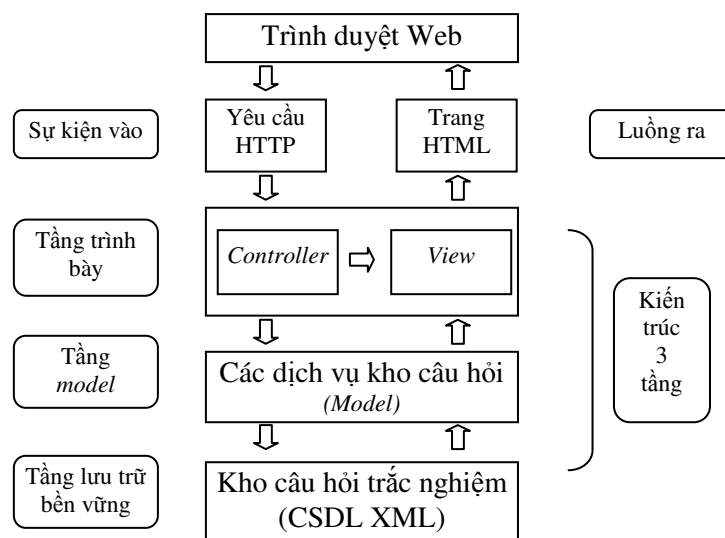 Trình duyệt Web
Sự kiện vào
Yêu cầu
HTTP
Trang
HTML
Luồng ra
Tầng trình
bày
Controller
View
Kiến
trúc
3
tầng
Tầng
model
Các dịch vụ kho câu hỏi
(Model)
Tầng lưu trữ
bền vững
Kho câu hỏi trắc nghiệm
(CSDL XML)